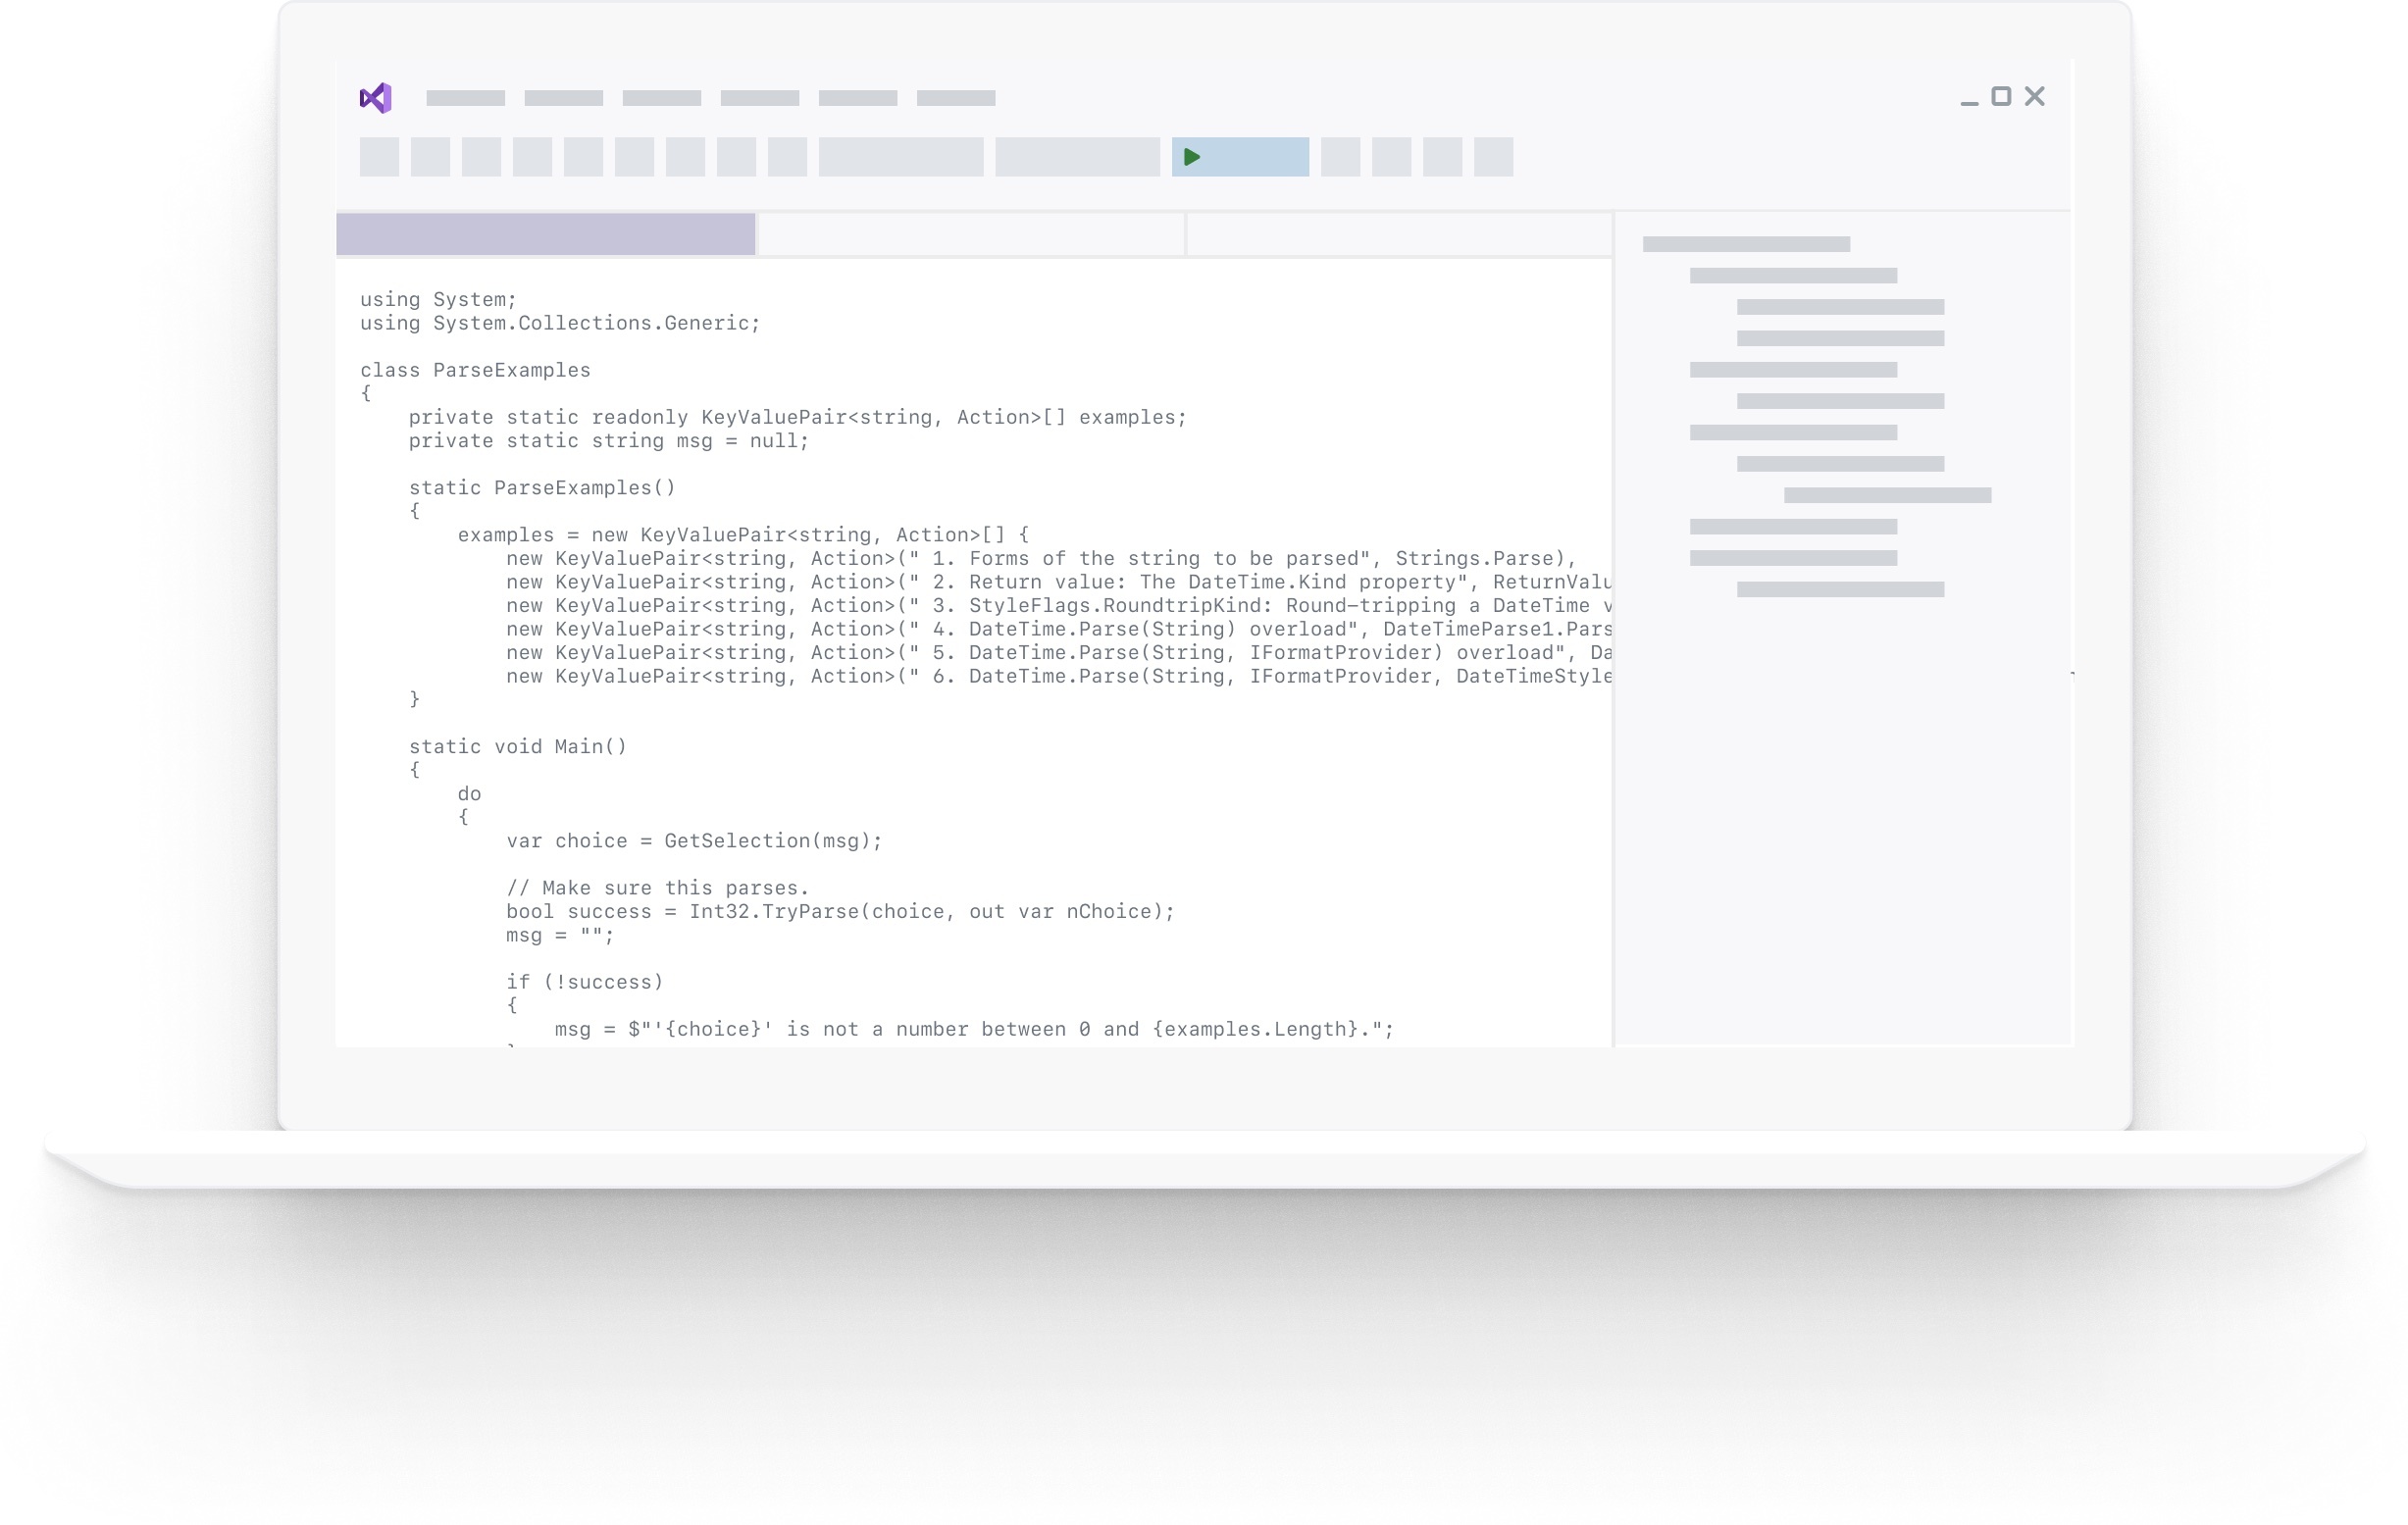 using System;
using System.Collections.Generic;
class ParseExamples
{
private static readonly KeyValuePair<string, Action>[] examples;
private static string msg = null;
static ParseExamples()
{
examples = new KeyValuePair<string, Action>[] {
new KeyValuePair<string, Action>(" 1. Forms of the string to be parsed", Strings.Parse),
new KeyValuePair<string, Action>(" 2. Return value: The DateTime.Kind property", ReturnValu
new KeyValuePair<string, Action>(" 3. StyleFlags.RoundtripKind: Round-tripping a DateTime v
new KeyValuePair<string, Action>(" 4. DateTime.Parse(String) overload", DateTimeParse1.Pars
new KeyValuePair<string, Action>(" 5. DateTime.Parse(String, IFormatProvider) overload", Da
new KeyValuePair<string, Action>(" 6. DateTime.Parse(String, IFormatProvider, DateTimeStyle
}
static void Main()
{
do
{
var choice = GetSelection(msg);
// Make sure this parses.
bool success = Int32.TryParse(choice, out var nChoice);
msg = "";
if (!success)
{
msg = $"'{choice}' is not a number between 0 and {examples.Length}.";